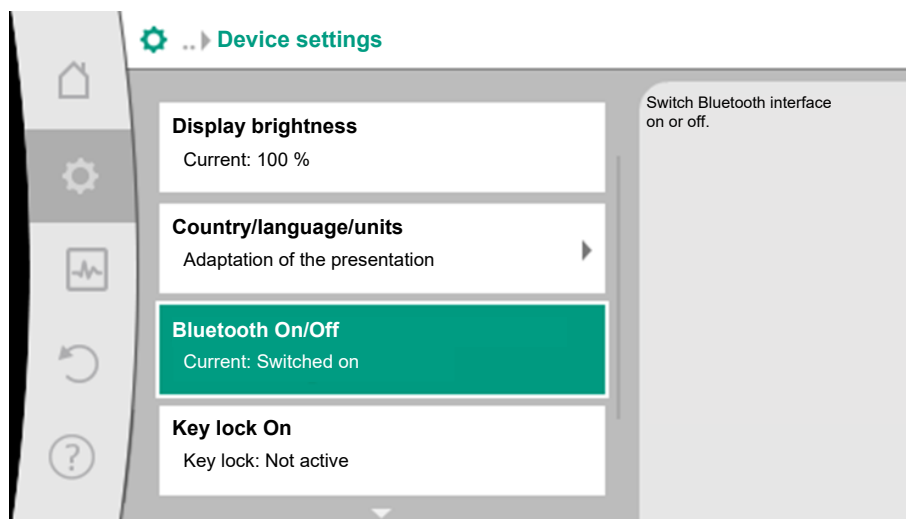 .. Device settings
Display brightness
Current: 100 %
Country/language/units
Adaptation of the presentation
Bluetooth On/Off
Current: Switched on
Key lock On
Key lock: Not active
Switch Bluetooth interface
on or off.
?